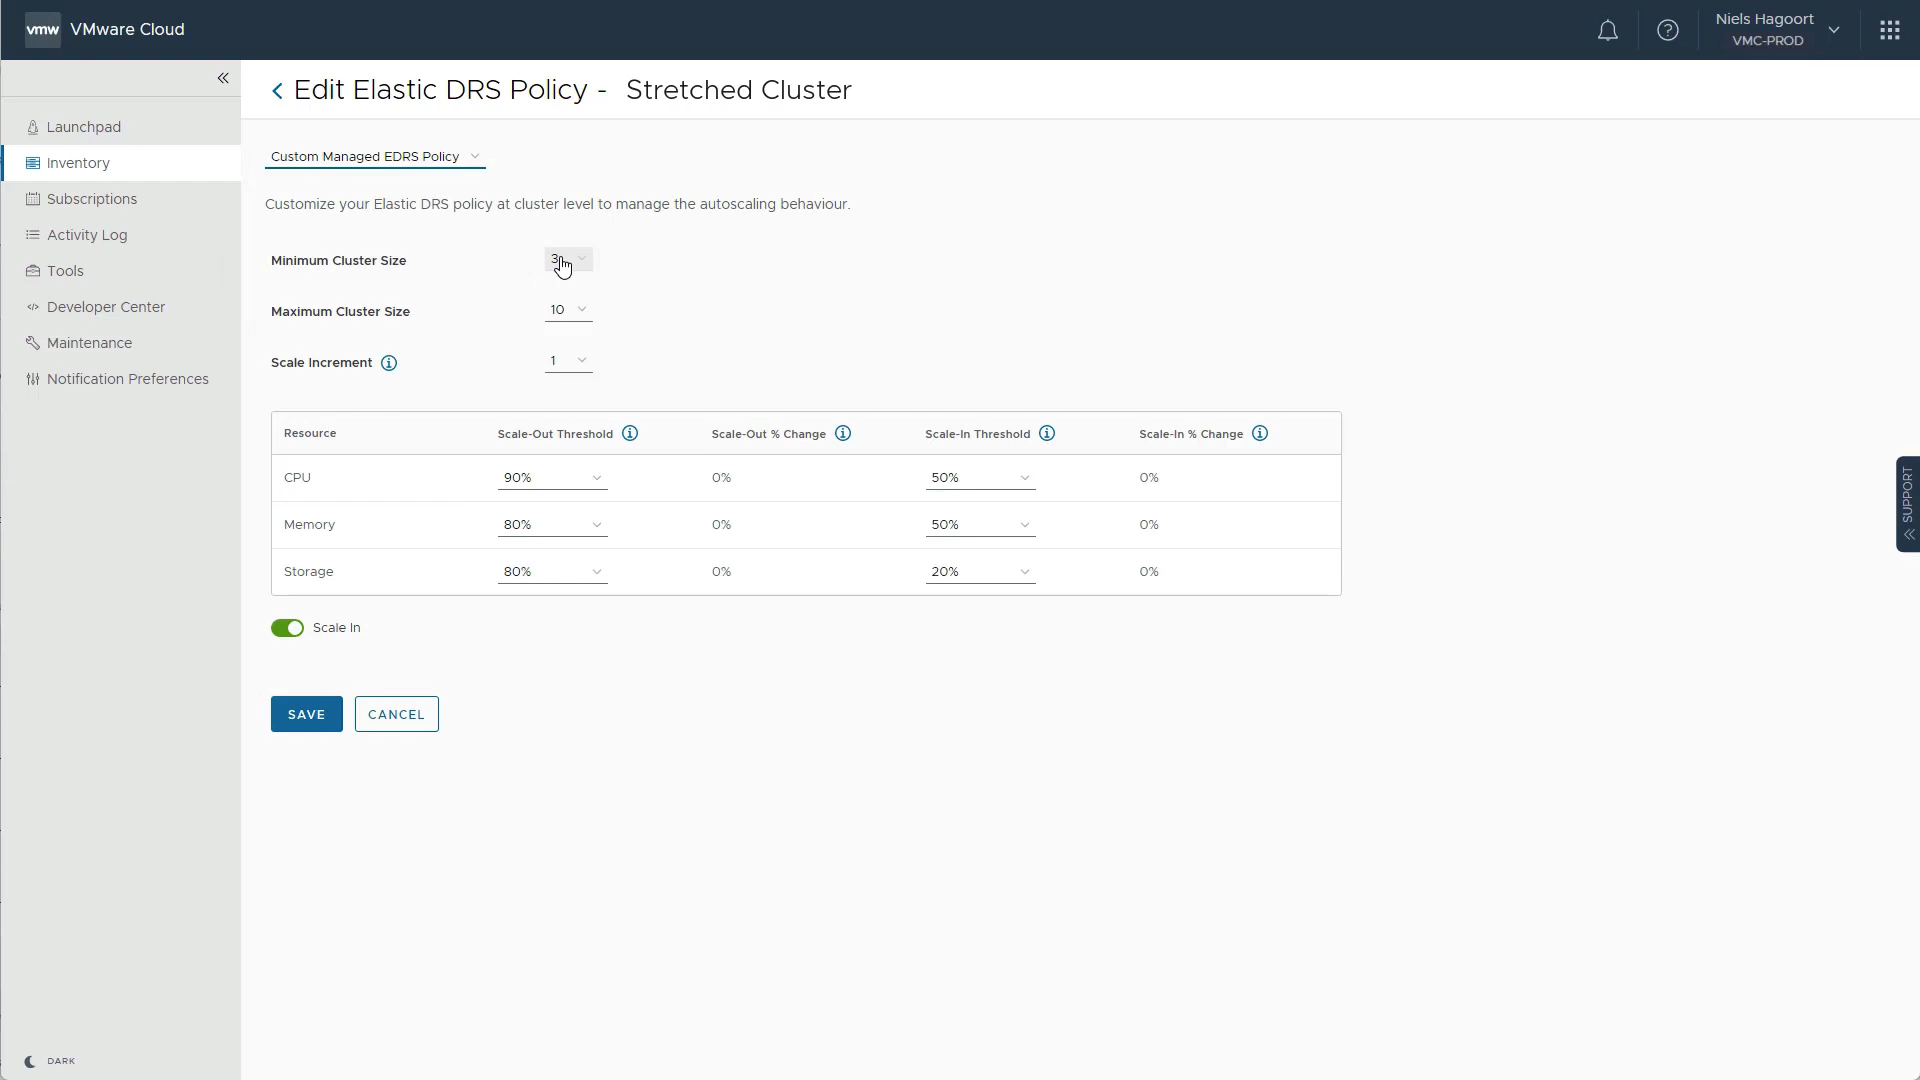 vmw VMware Cloud
Niels Hagoort
VMC-PROD
Edit Elastic DRS Policy - Stretched Cluster
Launchpad
Inventory
Subscriptions
Activity Log
Tools
Developer Center
Maintenance
Notification Preferences
DARK
Custom Managed EDRS Policy
Customize your Elastic DRS policy at cluster level to manage the autoscaling behaviour.
Minimum Cluster Size 3
Maximum Cluster Size 10
Scale Increment 1
Resource Scale-Out Threshold Scale-Out % Change Scale-In Threshold Scale-In % Change
CPU 90% 0% 50% 0%
Memory 80% 0% 50% 0%
Storage 80% 0% 20% 0%
Scale In
SAVE CANCEL
SUPPORT